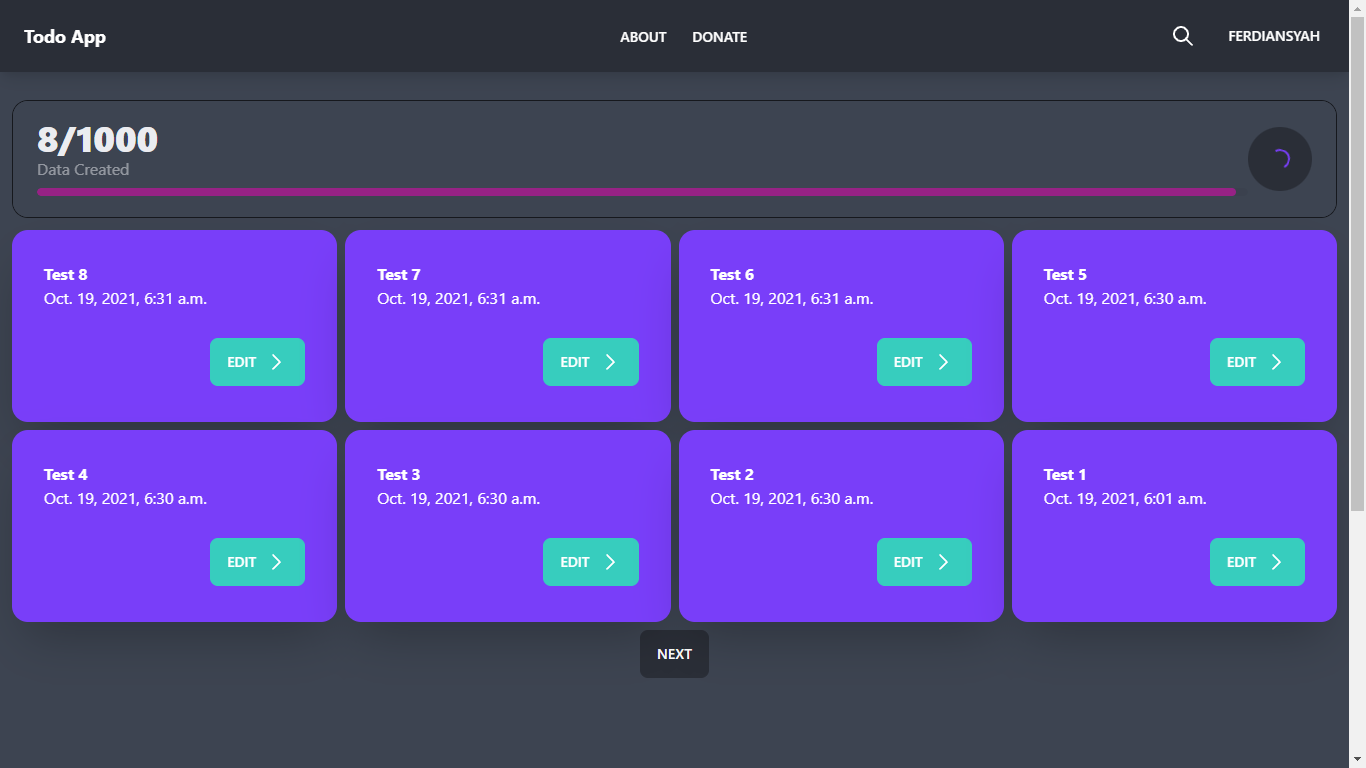 Todo App
ABOUT
DONATE
FERDIANSYAH
8/1000
Data Created
Test 8
Oct. 19, 2021, 6:31 a.m.
EDIT
Test 7
Oct. 19, 2021, 6:31 a.m.
EDIT
Test 6
Oct. 19, 2021, 6:31 a.m.
EDIT
Test 5
Oct. 19, 2021, 6:30 a.m.
EDIT
Test 4
Oct. 19, 2021, 6:30 a.m.
EDIT
Test 3
Oct. 19, 2021, 6:30 a.m.
EDIT
Test 2
Oct. 19, 2021, 6:30 a.m.
EDIT
Test 1
Oct. 19, 2021, 6:01 a.m.
EDIT
NEXT